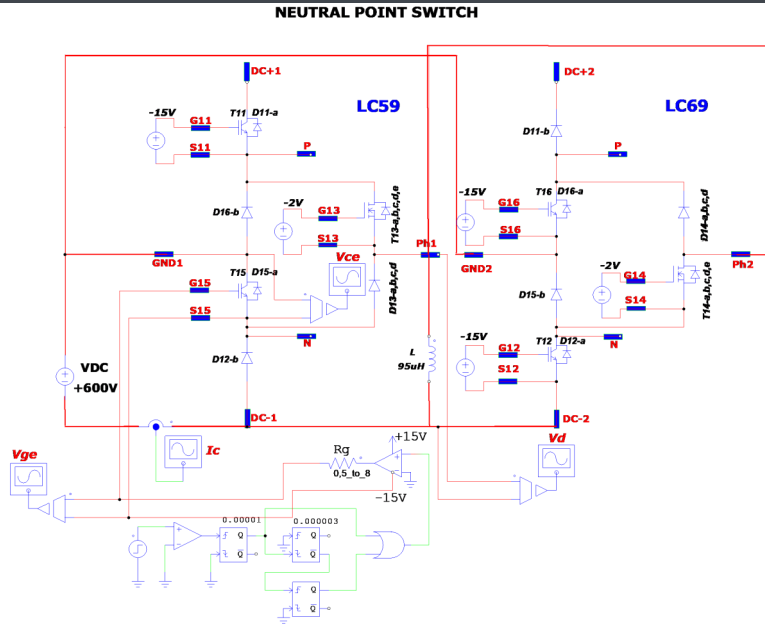 NEUTRAL POINT SWITCH
DC+1
DC+2
LC59
LC69
-15V
G11
T11
D11-a
S11
P
D11-b
P
-2V
G13
S13
T13-a,b,c,d,e
D16-b
-15V
G16
T16
D16-a
S16
D14-a,b,c,d
GND1
Vce
Ph1
GND2
Ph2
G15
T15
D15-a
S15
D13-a,b,c,d
-2V
G14
S14
T14-a,b,c,d,e
D15-b
N
N
D12-b
L
95uH
-15V
G12
T12
D12-a
S12
VDC
+600V
DC-1
DC-2
Ic
Vd
Vge
Rg
0,5_to_8
+15V
-15V
0.00001
0.000003
Q
Q
Q
Q
Q
Q